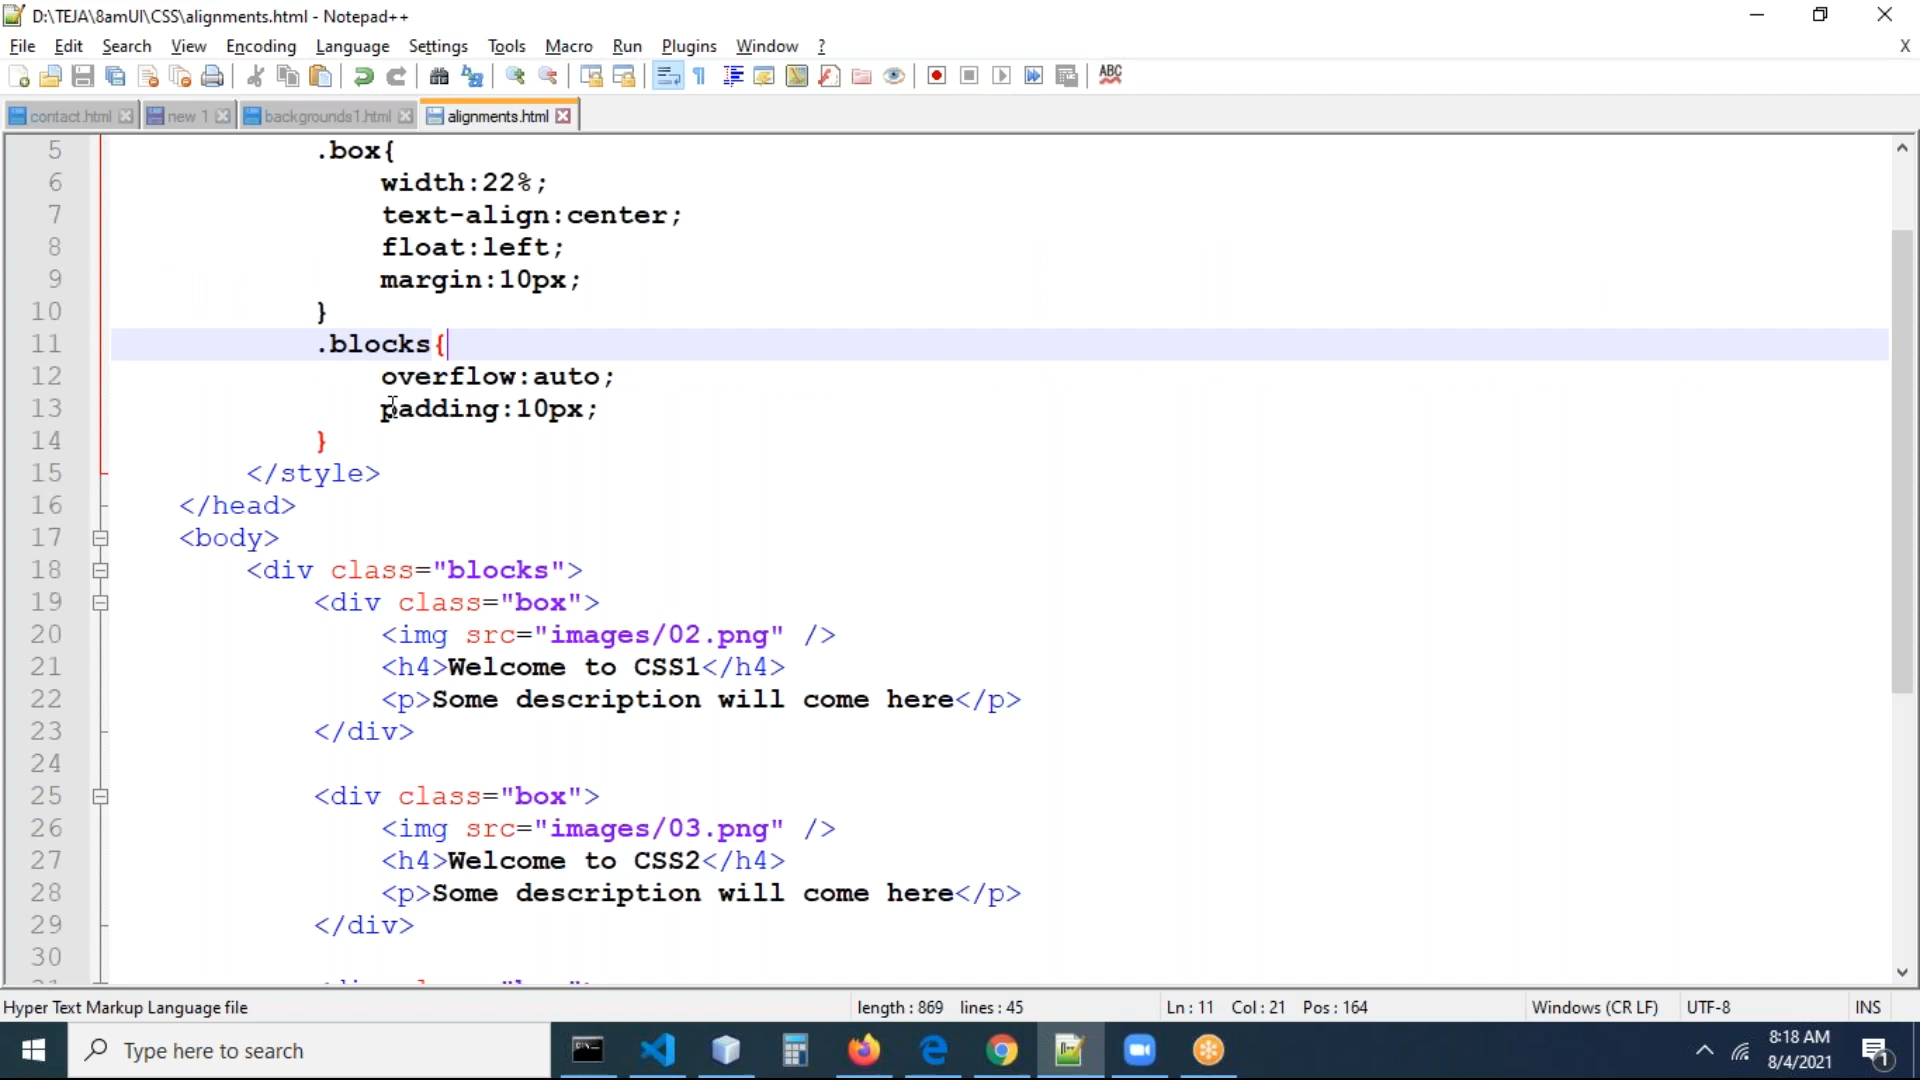 D:\TEJA\8amUI\CSS\alignments.html - Notepad++
File Edit Search View Encoding Language Settings Tools Macro Run Plugins Window ? X
ABC
contact.html new 1 backgrounds1.html alignments.html
5 .box{
6 width:22%;
7 text-align:center;
8 float:left;
9 margin:10px;
10 }
11 .blocks{
12 overflow:auto;
13 padding:10px;
14 }
15 </style>
16 </head>
17 <body>
18 <div class="blocks">
19 <div class="box">
20 <img src="images/02.png" />
21 <h4>Welcome to CSS1</h4>
22 <p>Some description will come here</p>
23 </div>
24
25 <div class="box">
26 <img src="images/03.png" />
27 <h4>Welcome to CSS2</h4>
28 <p>Some description will come here</p>
29 </div>
30
Hyper Text Markup Language file length : 869 lines : 45 Ln : 11 Col : 21 Pos : 164 Windows (CR LF) UTF-8 INS
Type here to search
8:18 AM
8/4/2021
1